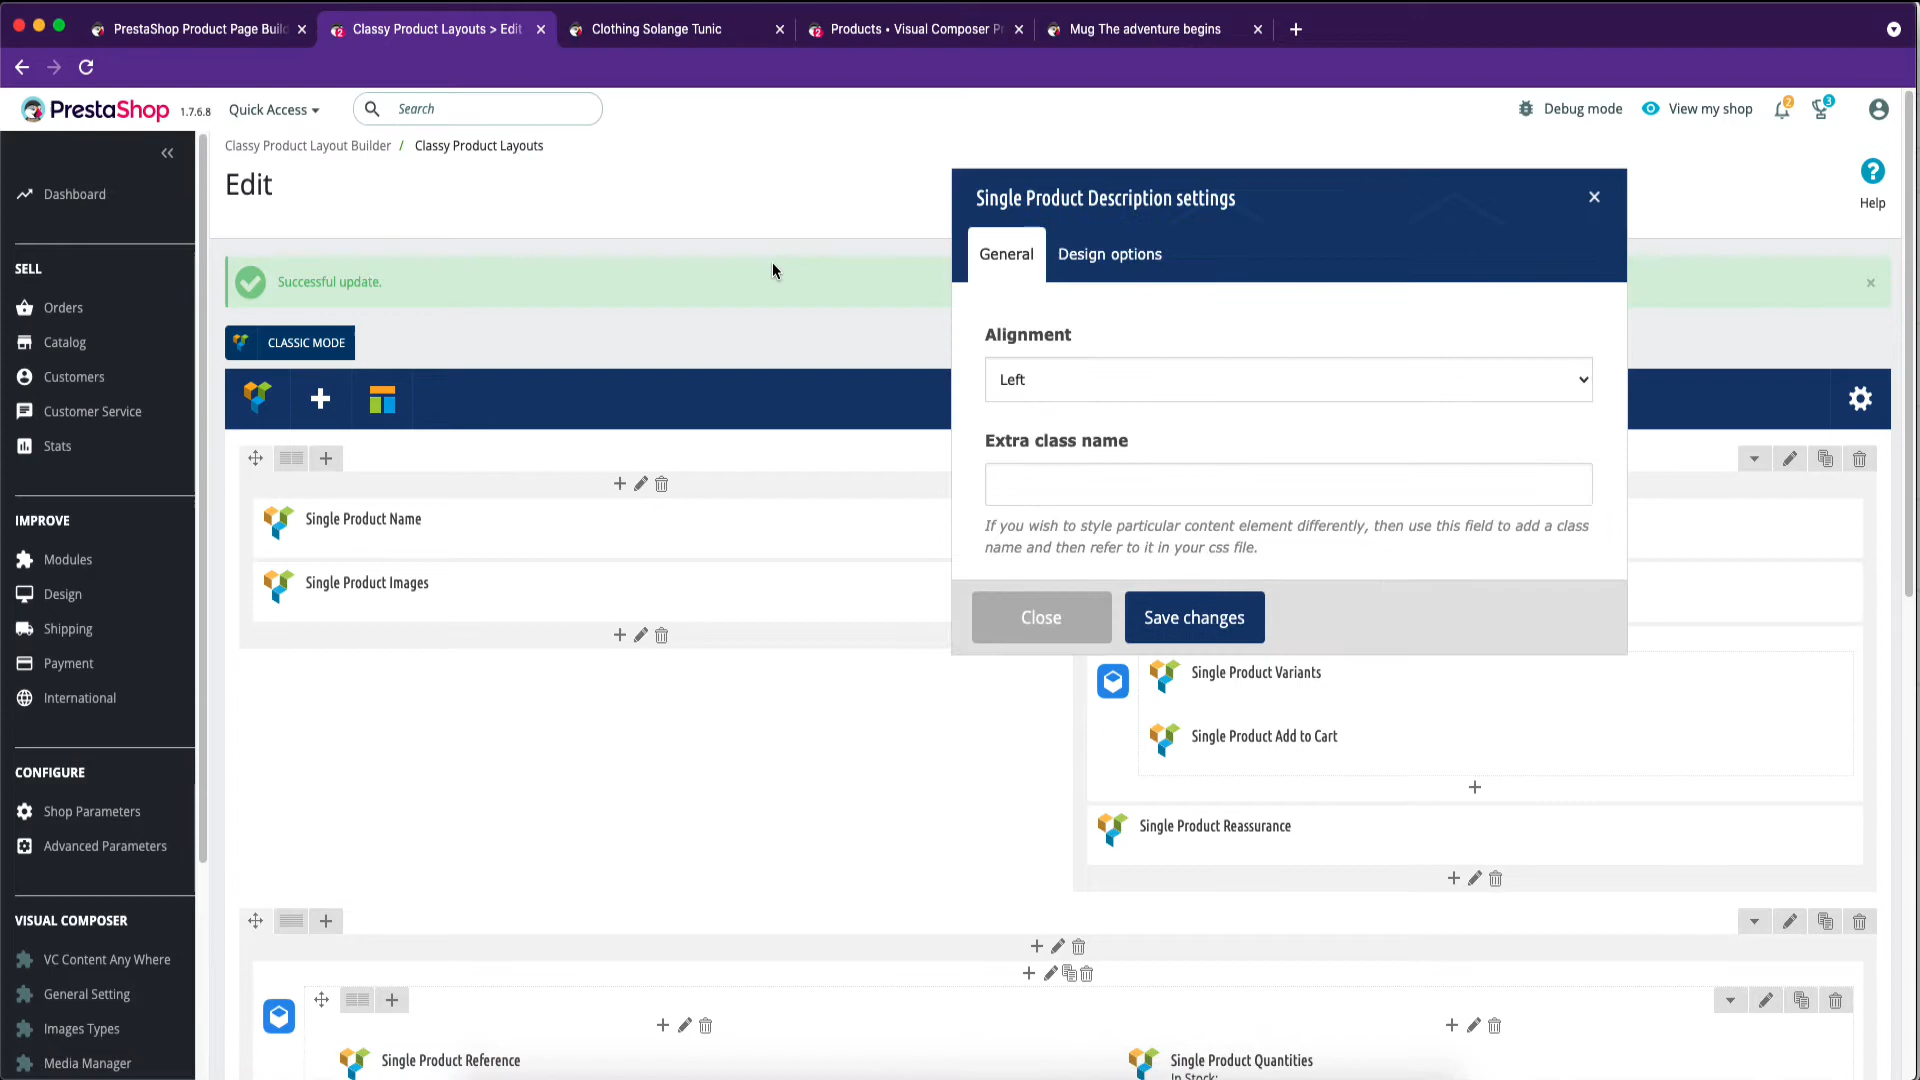 PrestaShop Product Page Buil
Classy Product Layouts > Edit
Clothing Solange Tunic
Products • Visual Composer P
Mug The adventure begins
PrestaShop 1.7.6.8
Quick Access
Search
Debug mode
View my shop
2
3
Classy Product Layout Builder / Classy Product Layouts
Edit
Help
Dashboard
SELL
Orders
Catalog
Customers
Customer Service
Stats
IMPROVE
Modules
Design
Shipping
Payment
International
CONFIGURE
Shop Parameters
Advanced Parameters
VISUAL COMPOSER
VC Content Any Where
General Setting
Images Types
Media Manager
Successful update.
CLASSIC MODE
Single Product Name
Single Product Images
Single Product Description settings
General
Design options
Alignment
Left
Extra class name
If you wish to style particular content element differently, then use this field to add a class
name and then refer to it in your css file.
Close
Save changes
Single Product Variants
Single Product Add to Cart
Single Product Reassurance
Single Product Reference
Single Product Quantities
In Stock: